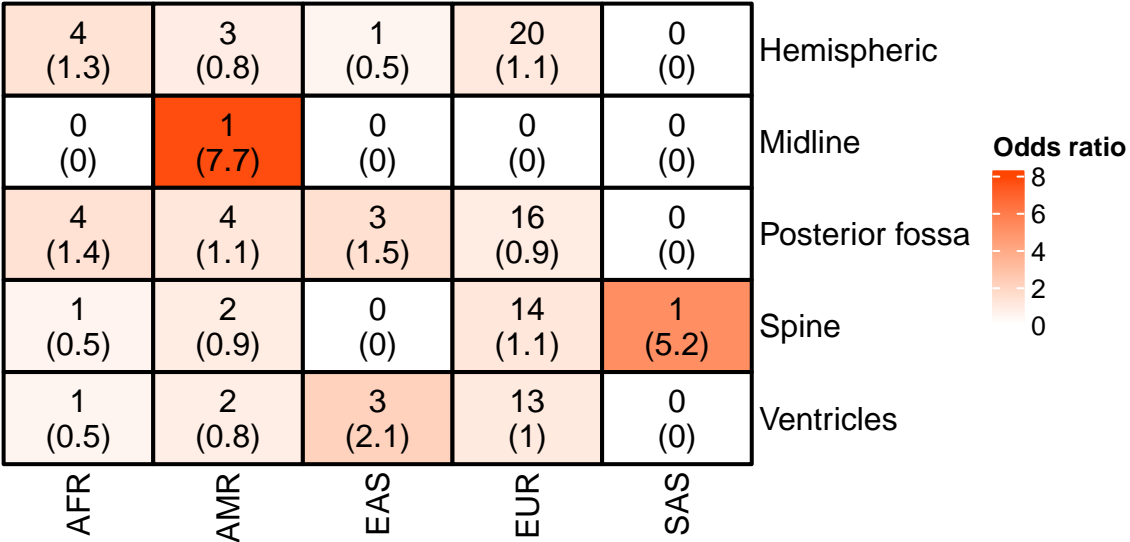 4 3 1 20 0
(1.3) (0.8) (0.5) (1.1) (0)
Hemispheric
0 1 0 0 0
(0) (7.7) (0) (0) (0)
Midline
4 4 3 16 0
(1.4) (1.1) (1.5) (0.9) (0)
Posterior fossa
1 2 0 14 1
(0.5) (0.9) (0) (1.1) (5.2)
Spine
1 2 3 13 0
(0.5) (0.8) (2.1) (1) (0)
Ventricles
AFR AMR EAS EUR SAS
Odds ratio
8
6
4
2
0